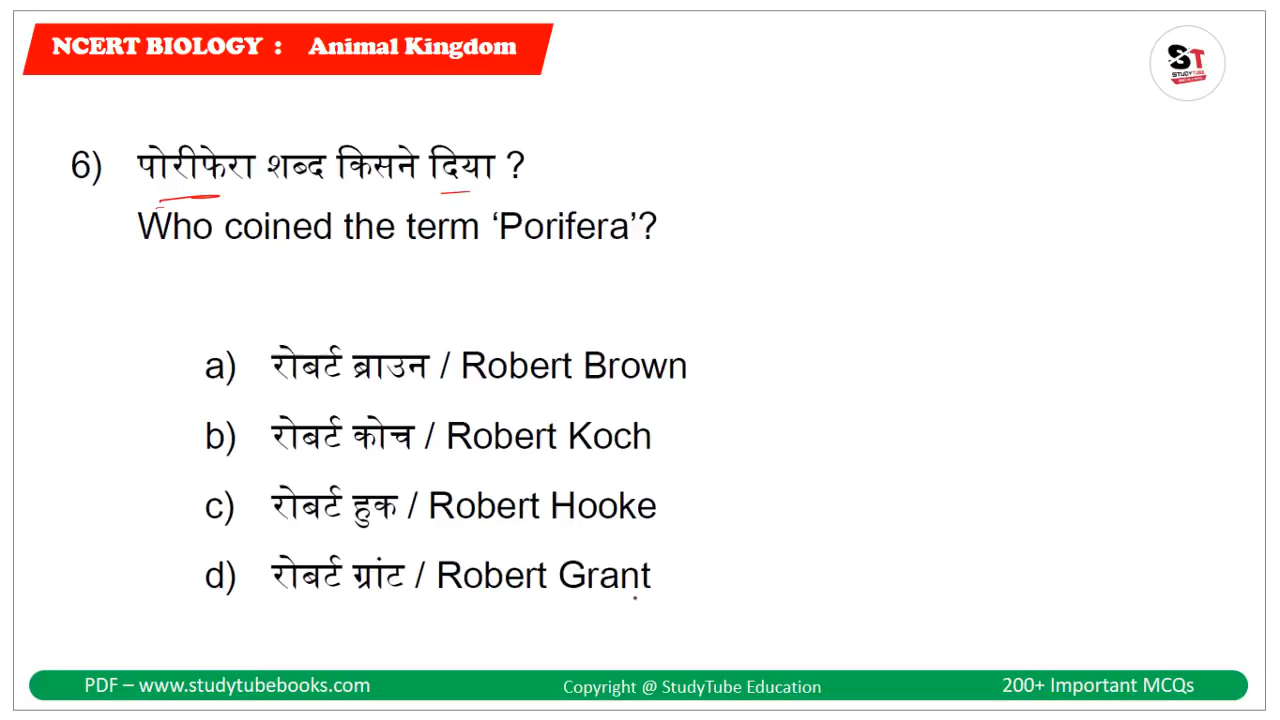 NCERT BIOLOGY : Animal Kingdom
ST
STUDYTUBE
6) पोरीफेरा शब्द किसने दिया ?
Who coined the term ‘Porifera’?
a) रोबर्ट ब्राउन / Robert Brown
b) रोबर्ट कोच / Robert Koch
c) रोबर्ट हुक / Robert Hooke
d) रोबर्ट ग्रांट / Robert Grant
PDF – www.studytubebooks.com Copyright @ StudyTube Education 200+ Important MCQs